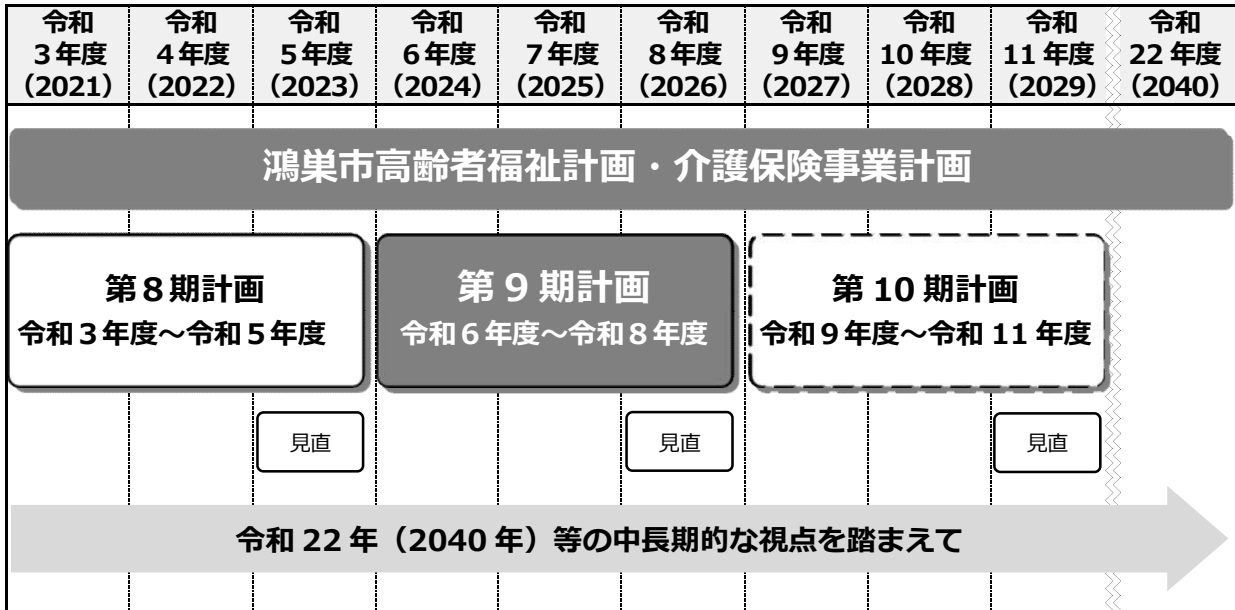 令和
3年度
（2021）
令和
4年度
（2022）
令和
5年度
（2023）
令和
6年度
（2024）
令和
7年度
（2025）
令和
8年度
（2026）
令和
9年度
（2027）
令和
10年度
（2028）
令和
11年度
（2029）
令和
22年度
（2040）
鴻巣市高齢者福祉計画・介護保険事業計画
第８期計画
令和３年度～令和５年度
第９期計画
令和６年度～令和８年度
第10期計画
令和９年度～令和11年度
見直
見直
見直
令和22年（2040年）等の中長期的な視点を踏まえて